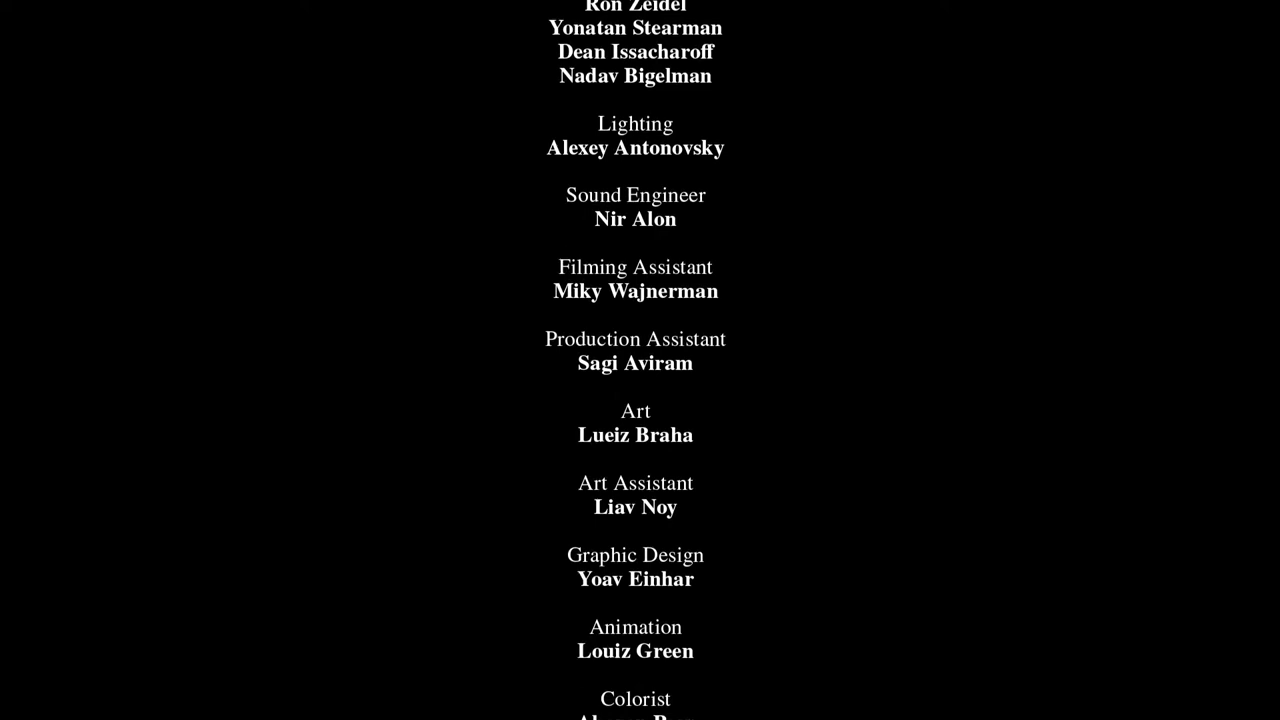 Ron Zeidel
Yonatan Stearman
Dean Issacharoff
Nadav Bigelman
Lighting
Alexey Antonovsky
Sound Engineer
Nir Alon
Filming Assistant
Miky Wajnerman
Production Assistant
Sagi Aviram
Art
Lueiz Braha
Art Assistant
Liav Noy
Graphic Design
Yoav Einhar
Animation
Louiz Green
Colorist